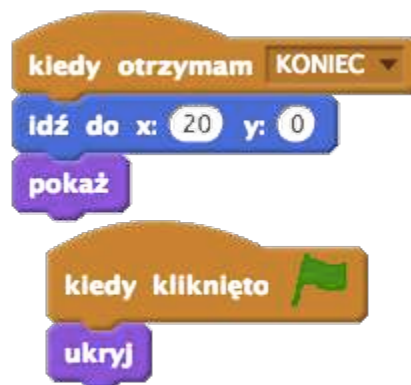 kiedy otrzymam KONIEC
idź do x: 20 y: 0
pokaż
kiedy kliknięto
ukryj